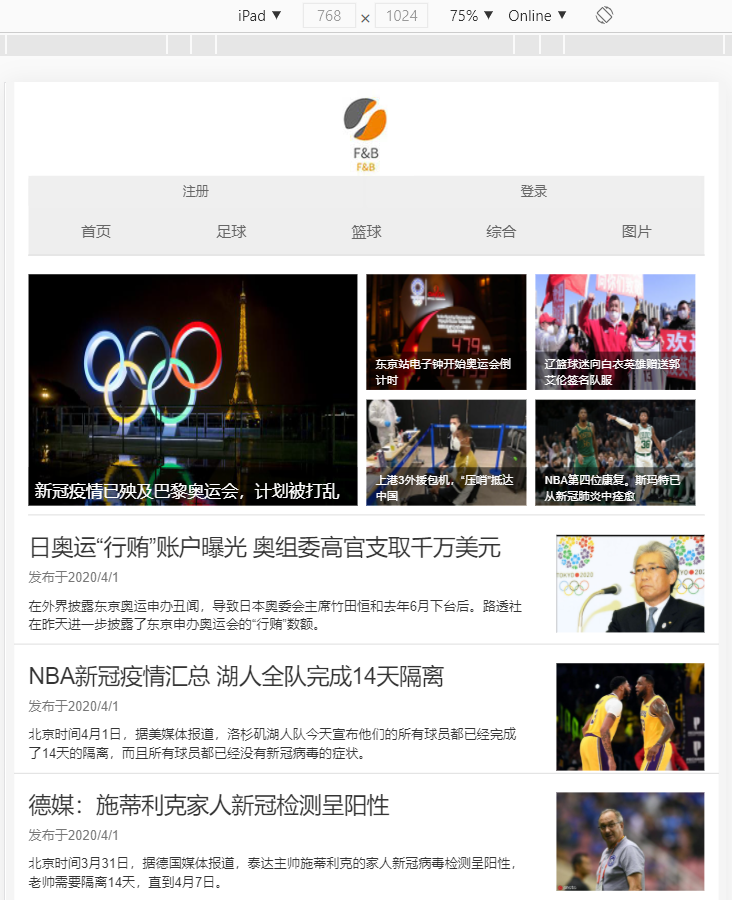 iPad ▼ 768 × 1024 75% ▼ Online ▼
F&B
F&B
注册 登录
首页 足球 篮球 综合 图片
新冠疫情已殃及巴黎奥运会，计划被打乱
479
东京站电子钟开始奥运会倒
计时
辽篮球迷向白衣英雄赠送郭
艾伦签名队服
上港3外援包机，“压哨”抵达
中国
NBA第四位康复。斯玛特已
从新冠肺炎中痊愈
日奥运“行贿”账户曝光 奥组委高官支取千万美元
发布于2020/4/1
在外界披露东京奥运申办丑闻，导致日本奥委会主席竹田恒和去年6月下台后。路透社
在昨天进一步披露了东京申办奥运会的“行贿”数额。
TOKYO 2020
NBA新冠疫情汇总 湖人全队完成14天隔离
发布于2020/4/1
北京时间4月1日，据美媒体报道，洛杉矶湖人队今天宣布他们的所有球员都已经完成
了14天的隔离，而且所有球员都已经没有新冠病毒的症状。
德媒：施蒂利克家人新冠检测呈阳性
发布于2020/4/1
北京时间3月31日，据德国媒体报道，泰达主帅施蒂利克的家人新冠病毒检测呈阳性，
老帅需要隔离14天，直到4月7日。